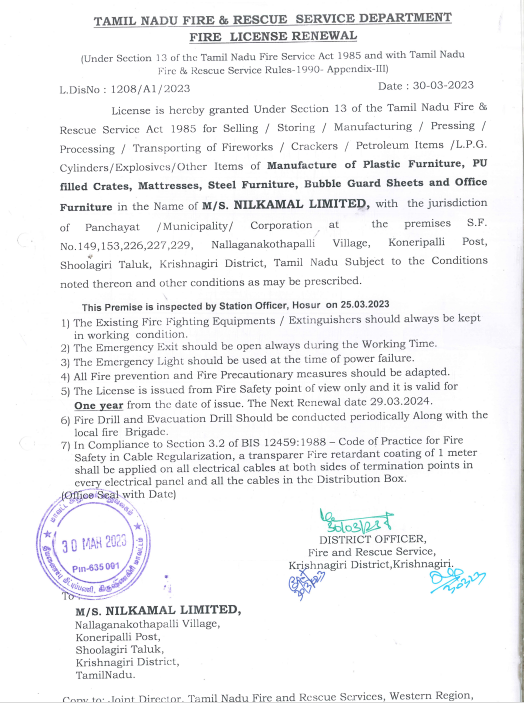 TAMIL NADU FIRE & RESCUE SERVICE DEPARTMENT
FIRE LICENSE RENEWAL
(Under Section 13 of the Tamil Nadu Fire Service Act 1985 and with Tamil Nadu
Fire & Rescue Service Rules-1990- Appendix-III)
L.DisNo : 1208/A1/2023 Date : 30-03-2023
License is hereby granted Under Section 13 of the Tamil Nadu Fire &
Rescue Service Act 1985 for Selling / Storing / Manufacturing / Pressing /
Processing / Transporting of Fireworks / Crackers / Petroleum Items /L.P.G.
Cylinders/Explosives/Other Items of Manufacture of Plastic Furniture, PU
filled Crates, Mattresses, Steel Furniture, Bubble Guard Sheets and Office
Furniture in the Name of M/S. NILKAMAL LIMITED, with the jurisdiction
of Panchayat /Municipality/ Corporation at the premises S.F.
No.149,153,226,227,229, Nallaganakothapalli Village, Koneripalli Post,
Shoolagiri Taluk, Krishnagiri District, Tamil Nadu Subject to the Conditions
noted thereon and other conditions as may be prescribed.
This Premise is inspected by Station Officer, Hosur on 25.03.2023
1) The Existing Fire Fighting Equipments / Extinguishers should always be kept
in working condition.
2) The Emergency Exit should be open always during the Working Time.
3) The Emergency Light should be used at the time of power failure.
4) All Fire prevention and Fire Precautionary measures should be adapted.
5) The License is issued from Fire Safety point of view only and it is valid for
One year from the date of issue. The Next Renewal date 29.03.2024.
6) Fire Drill and Evacuation Drill Should be conducted periodically Along with the
local fire Brigade.
7) In Compliance to Section 3.2 of BIS 12459:1988 – Code of Practice for Fire
Safety in Cable Regularization, a transparer Fire retardant coating of 1 meter
shall be applied on all electrical cables at both sides of termination points in
every electrical panel and all the cables in the Distribution Box.
(Office Seal with Date)
30 MAR 2023
Pin-635 001
30/03/23
DISTRICT OFFICER,
Fire and Rescue Service,
Krishnagiri District,Krishnagiri.
To
M/S. NILKAMAL LIMITED,
Nallaganakothapalli Village,
Koneripalli Post,
Shoolagiri Taluk,
Krishnagiri District,
TamilNadu.
Copy to: Joint Director, Tamil Nadu Fire and Rescue Services, Western Region,